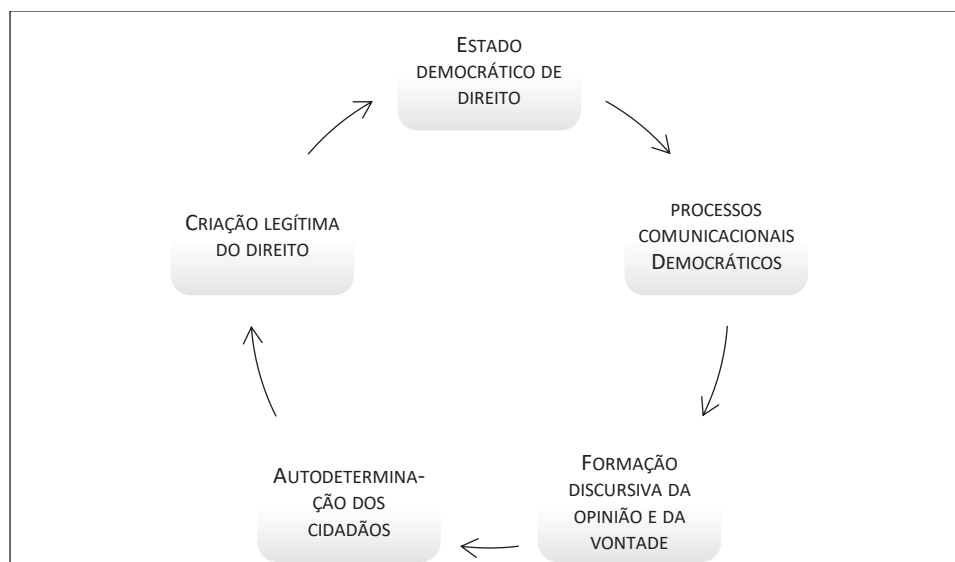 ESTADO
DEMOCRÁTICO DE
DIREITO
PROCESSOS
COMUNICACIONAIS
DEMOCRÁTICOS
FORMAÇÃO
DISCURSIVA DA
OPINIÃO E DA
VONTADE
AUTODETERMINA-
ÇÃO DOS
CIDADÃOS
CRIAÇÃO LEGÍTIMA
DO DIREITO